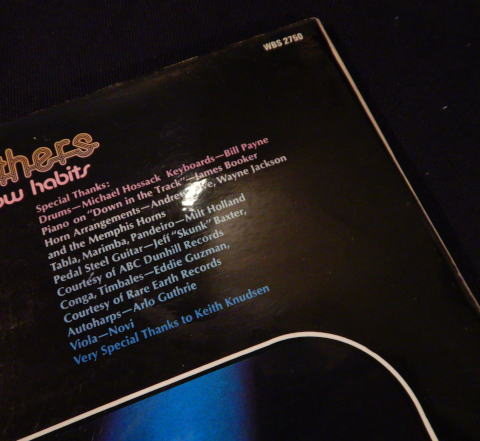 WBS 2750
thers
ow habits
Special Thanks:
Drums—Michael Hossack Keyboards—Bill Payne
Piano on "Down in the Track"—James Booker
Horn Arrangements—Andrew Wayne Jackson
and the Memphis Horns
Tabla, Marimba, Pandeiro—Milt Holland
Pedal Steel Guitar—Jeff "Skunk" Baxter,
Courtesy of ABC Dunhill Records
Conga, Timbales—Eddie Guzman,
Courtesy of Rare Earth Records
Autoharps—Arlo Guthrie
Viola—Novi
Very Special Thanks to Keith Knudsen